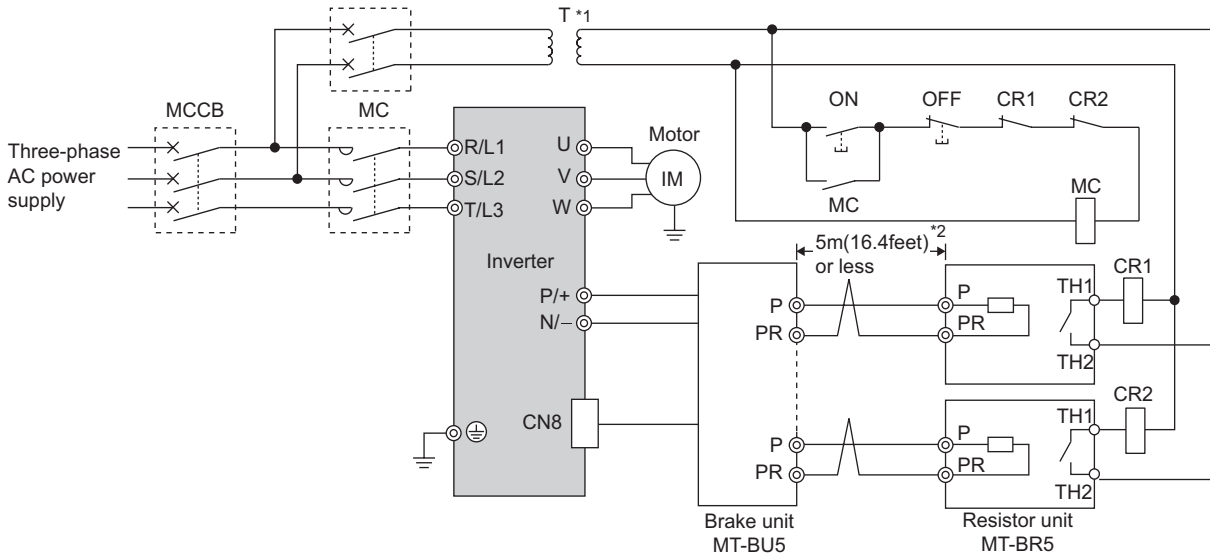 T *1
ON
OFF
CR1
CR2
MCCB
MC
Three-phase
AC power
supply
R/L1
S/L2
T/L3
U
V
W
Motor
IM
MC
MC
Inverter
P/+
N/−
CN8
5m(16.4feet)*2
or less
P
PR
P
PR
TH1
TH2
CR1
P
PR
P
PR
TH1
TH2
CR2
Brake unit
MT-BU5
Resistor unit
MT-BR5